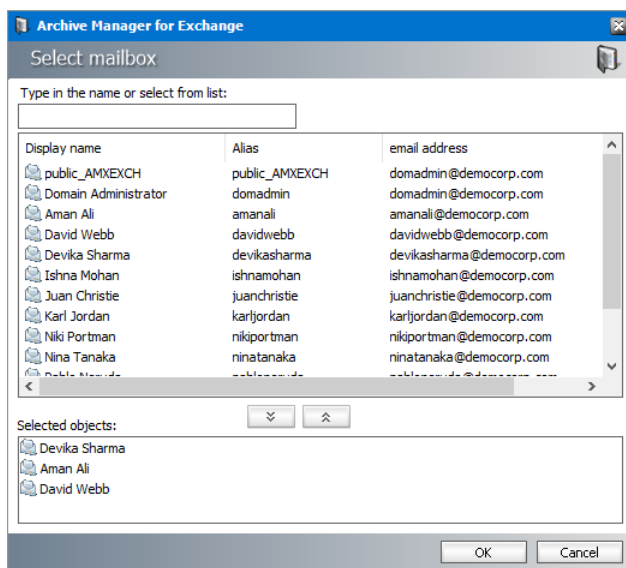 Archive Manager for Exchange
Select mailbox
Type in the name or select from list:
Display name Alias email address
public_AMXEXCH public_AMXEXCH domadmin@democorp.com
Domain Administrator domadmin domadmin@democorp.com
Aman Ali amanali amanali@democorp.com
David Webb davidwebb davidwebb@democorp.com
Devika Sharma devikasharma devikasharma@democorp.com
Ishna Mohan ishnamohan ishnamohan@democorp.com
Juan Christie juanchristie juanchristie@democorp.com
Karl Jordan karljordan karljordan@democorp.com
Niki Portman nikiportman nikiportman@democorp.com
Nina Tanaka ninatanaka ninatanaka@democorp.com
Selected objects:
Devika Sharma
Aman Ali
David Webb
OK Cancel